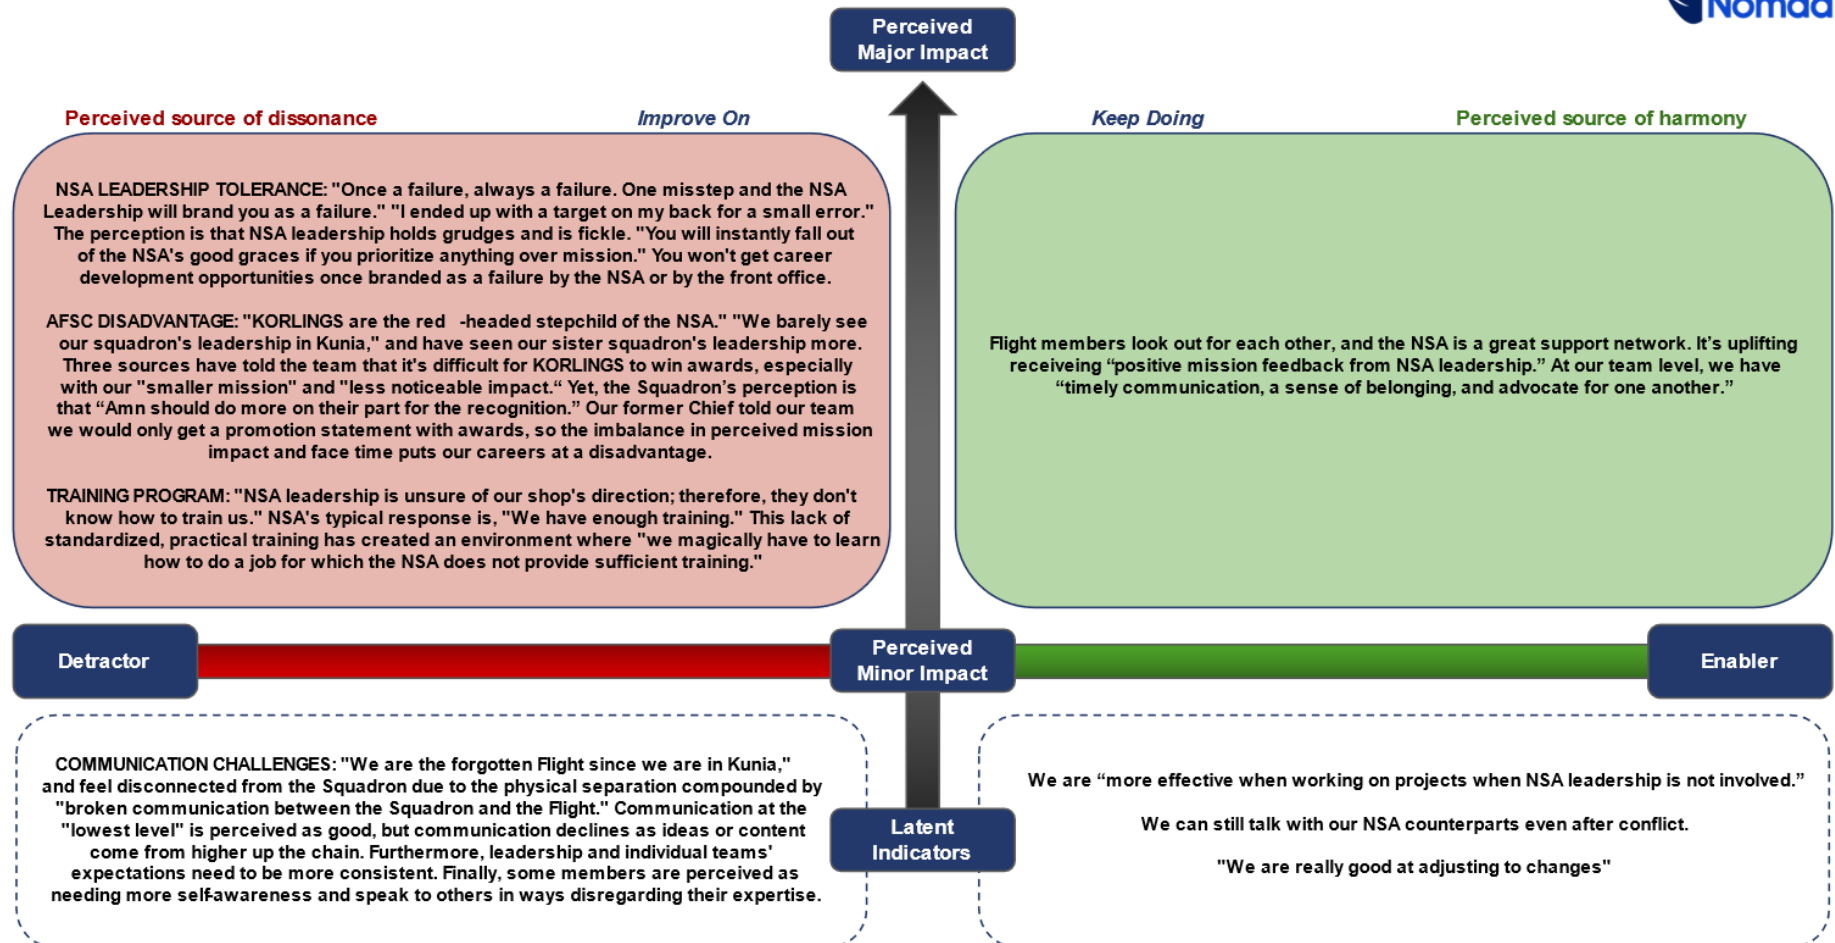 Nomad
Perceived
Major Impact
Perceived source of dissonance
Improve On
Keep Doing
Perceived source of harmony
NSA LEADERSHIP TOLERANCE: "Once a failure, always a failure. One misstep and the NSA
Leadership will brand you as a failure." "I ended up with a target on my back for a small error."
The perception is that NSA leadership holds grudges and is fickle. "You will instantly fall out
of the NSA's good graces if you prioritize anything over mission." You won't get career
development opportunities once branded as a failure by the NSA or by the front office.
AFSC DISADVANTAGE: "KORLINGS are the red -headed stepchild of the NSA." "We barely see
our squadron's leadership in Kunia," and have seen our sister squadron's leadership more.
Three sources have told the team that it's difficult for KORLINGS to win awards, especially
with our "smaller mission" and "less noticeable impact.“ Yet, the Squadron’s perception is
that “Amn should do more on their part for the recognition.” Our former Chief told our team
we would only get a promotion statement with awards, so the imbalance in perceived mission
impact and face time puts our careers at a disadvantage.
TRAINING PROGRAM: "NSA leadership is unsure of our shop's direction; therefore, they don't
know how to train us." NSA's typical response is, "We have enough training." This lack of
standardized, practical training has created an environment where "we magically have to learn
how to do a job for which the NSA does not provide sufficient training."
Flight members look out for each other, and the NSA is a great support network. It’s uplifting
receiveing “positive mission feedback from NSA leadership.” At our team level, we have
“timely communication, a sense of belonging, and advocate for one another.”
Detractor
Perceived
Minor Impact
Enabler
COMMUNICATION CHALLENGES: "We are the forgotten Flight since we are in Kunia,"
and feel disconnected from the Squadron due to the physical separation compounded by
"broken communication between the Squadron and the Flight." Communication at the
"lowest level" is perceived as good, but communication declines as ideas or content
come from higher up the chain. Furthermore, leadership and individual teams'
expectations need to be more consistent. Finally, some members are perceived as
needing more self-awareness and speak to others in ways disregarding their expertise.
Latent
Indicators
We are “more effective when working on projects when NSA leadership is not involved.”
We can still talk with our NSA counterparts even after conflict.
"We are really good at adjusting to changes"